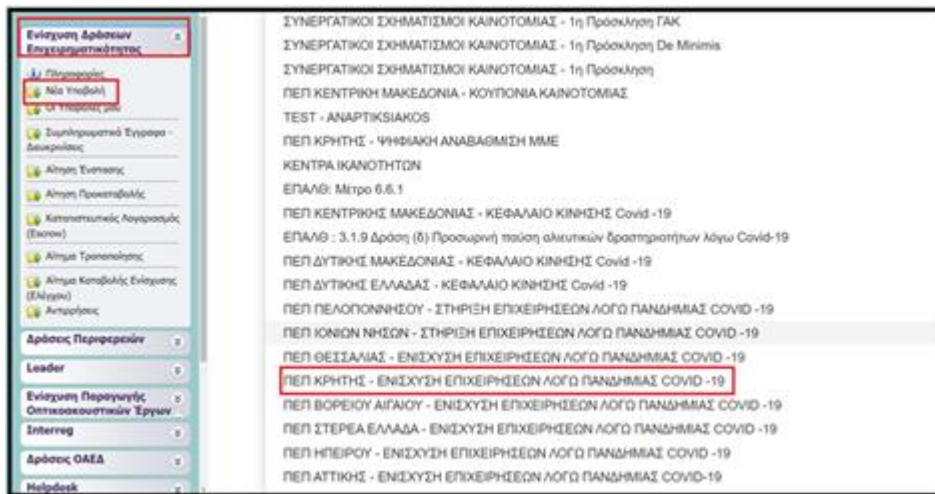 Ενίσχυση Δράσεων
Επιχειρηματικότητας
Πληροφορίες
Νέα Υποβολή
Οι Υποβολές μου
Συμπληρωματικά Έγγραφα -
Διευκρινίσεις
Αίτηση Ένστασης
Αίτηση Προκαταβολής
Καταπιστευτικός Λογαριασμός
(Escrow)
Αίτημα Τροποποίησης
Αίτημα Καταβολής Ενίσχυσης
(Ελέγχου)
Αντιρρήσεις
Δράσεις Περιφερειών
Leader
Ενίσχυση Παραγωγής
Οπτικοακουστικών Έργων
Interreg
Δράσεις ΟΑΕΔ
Helpdesk
ΣΥΝΕΡΓΑΤΙΚΟΙ ΣΧΗΜΑΤΙΣΜΟΙ ΚΑΙΝΟΤΟΜΙΑΣ - 1η Πρόσκληση ΓΑΚ
ΣΥΝΕΡΓΑΤΙΚΟΙ ΣΧΗΜΑΤΙΣΜΟΙ ΚΑΙΝΟΤΟΜΙΑΣ - 1η Πρόσκληση De Minimis
ΣΥΝΕΡΓΑΤΙΚΟΙ ΣΧΗΜΑΤΙΣΜΟΙ ΚΑΙΝΟΤΟΜΙΑΣ - 1η Πρόσκληση
ΠΕΠ ΚΕΝΤΡΙΚΗ ΜΑΚΕΔΟΝΙΑ - ΚΟΥΠΟΝΙΑ ΚΑΙΝΟΤΟΜΙΑΣ
TEST - ANAPTIKSIAKOS
ΠΕΠ ΚΡΗΤΗΣ - ΨΗΦΙΑΚΗ ΑΝΑΒΑΘΜΙΣΗ ΜΜΕ
ΚΕΝΤΡΑ ΙΚΑΝΟΤΗΤΩΝ
ΕΠΑΛΘ: Μέτρο 6.6.1
ΠΕΠ ΚΕΝΤΡΙΚΗΣ ΜΑΚΕΔΟΝΙΑΣ - ΚΕΦΑΛΑΙΟ ΚΙΝΗΣΗΣ Covid -19
ΕΠΑΛΘ : 3.1.9 Δράση (δ) Προσωρινή παύση αλιευτικών δραστηριοτήτων λόγω Covid-19
ΠΕΠ ΔΥΤΙΚΗΣ ΜΑΚΕΔΟΝΙΑΣ - ΚΕΦΑΛΑΙΟ ΚΙΝΗΣΗΣ Covid -19
ΠΕΠ ΔΥΤΙΚΗΣ ΕΛΛΑΔΑΣ - ΚΕΦΑΛΑΙΟ ΚΙΝΗΣΗΣ Covid -19
ΠΕΠ ΠΕΛΟΠΟΝΝΗΣΟΥ - ΣΤΗΡΙΞΗ ΕΠΙΧΕΙΡΗΣΕΩΝ ΛΟΓΩ ΠΑΝΔΗΜΙΑΣ COVID -19
ΠΕΠ ΙΟΝΙΩΝ ΝΗΣΩΝ - ΣΤΗΡΙΞΗ ΕΠΙΧΕΙΡΗΣΕΩΝ ΛΟΓΩ ΠΑΝΔΗΜΙΑΣ COVID -19
ΠΕΠ ΘΕΣΣΑΛΙΑΣ - ΕΝΙΣΧΥΣΗ ΕΠΙΧΕΙΡΗΣΕΩΝ ΛΟΓΩ ΠΑΝΔΗΜΙΑΣ COVID -19
ΠΕΠ ΚΡΗΤΗΣ - ΕΝΙΣΧΥΣΗ ΕΠΙΧΕΙΡΗΣΕΩΝ ΛΟΓΩ ΠΑΝΔΗΜΙΑΣ COVID -19
ΠΕΠ ΒΟΡΕΙΟΥ ΑΙΓΑΙΟΥ - ΕΝΙΣΧΥΣΗ ΕΠΙΧΕΙΡΗΣΕΩΝ ΛΟΓΩ ΠΑΝΔΗΜΙΑΣ COVID -19
ΠΕΠ ΣΤΕΡΕΑ ΕΛΛΑΔΑ - ΕΝΙΣΧΥΣΗ ΕΠΙΧΕΙΡΗΣΕΩΝ ΛΟΓΩ ΠΑΝΔΗΜΙΑΣ COVID -19
ΠΕΠ ΗΠΕΙΡΟΥ - ΕΝΙΣΧΥΣΗ ΕΠΙΧΕΙΡΗΣΕΩΝ ΛΟΓΩ ΠΑΝΔΗΜΙΑΣ COVID -19
ΠΕΠ ΑΤΤΙΚΗΣ - ΕΝΙΣΧΥΣΗ ΕΠΙΧΕΙΡΗΣΕΩΝ ΛΟΓΩ ΠΑΝΔΗΜΙΑΣ COVID-19